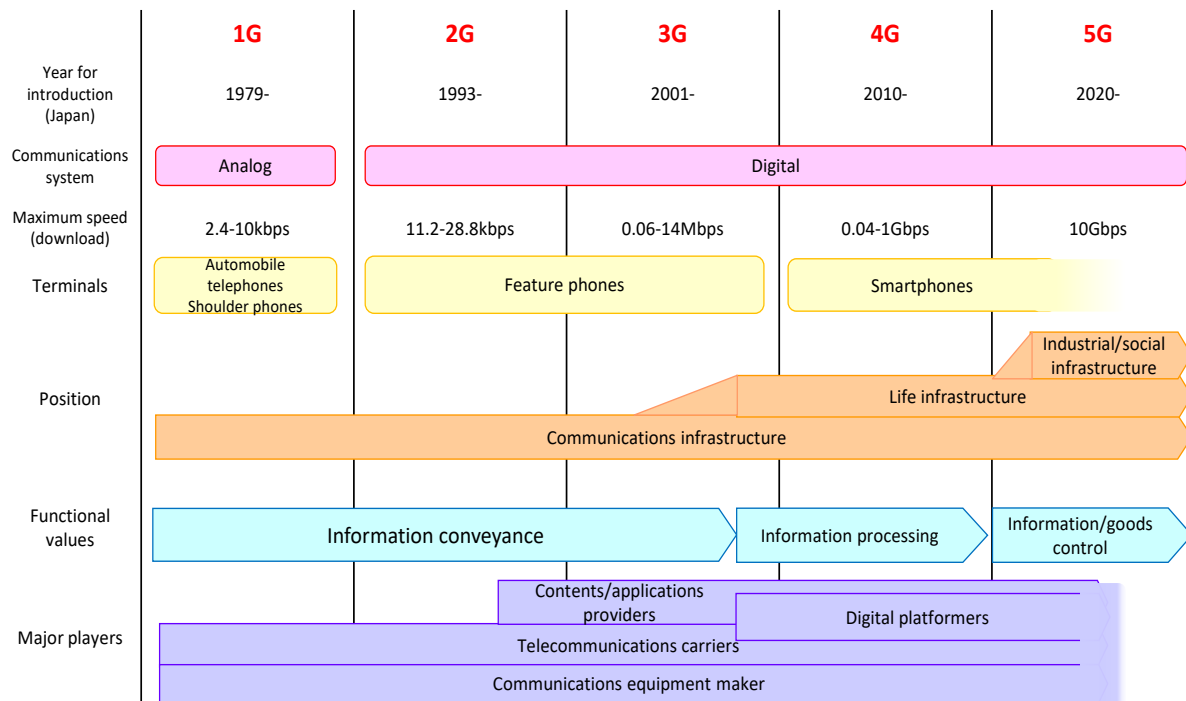 1G 2G 3G 4G 5G
Year for
introduction
(Japan)
1979- 1993- 2001- 2010- 2020-
Communications
system
Analog Digital
Maximum speed
(download)
2.4-10kbps 11.2-28.8kbps 0.06-14Mbps 0.04-1Gbps 10Gbps
Terminals
Automobile
telephones
Shoulder phones
Feature phones
Smartphones
Position
Industrial/social
infrastructure
Life infrastructure
Communications infrastructure
Functional
values
Information conveyance
Information processing
Information/goods
control
Major players
Contents/applications
providers
Digital platformers
Telecommunications carriers
Communications equipment maker